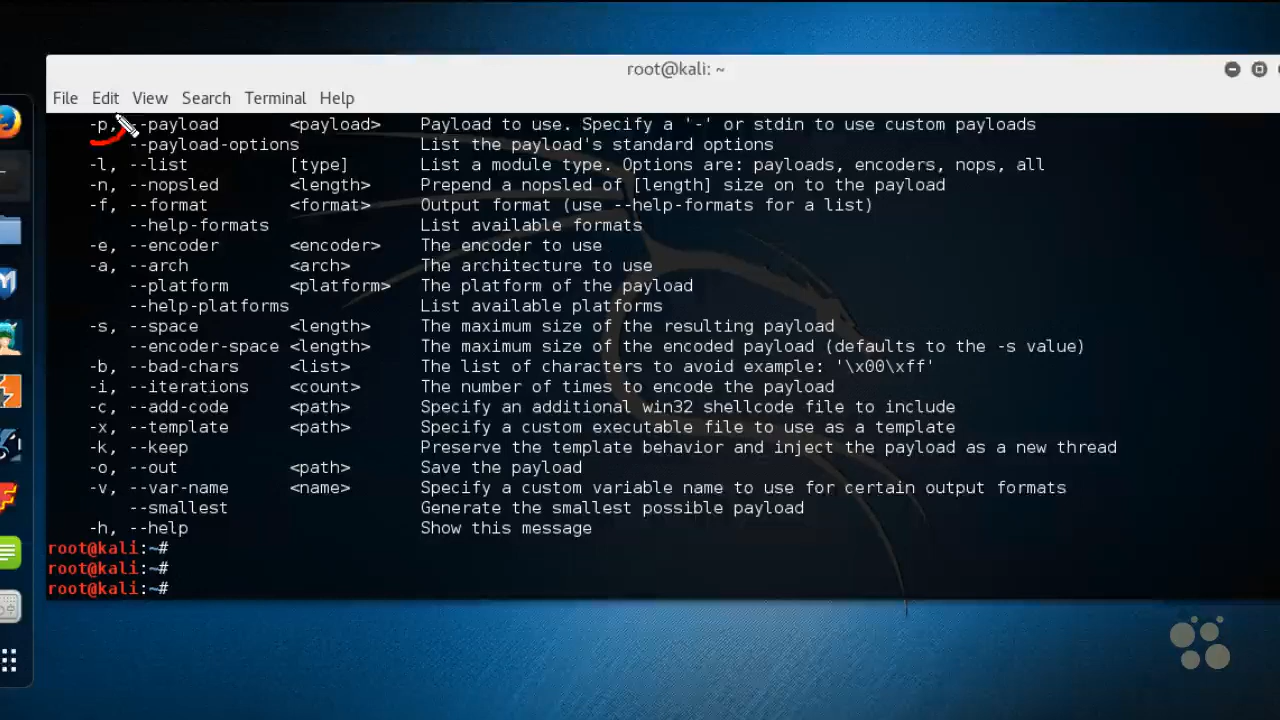 root@kali: ~
File Edit View Search Terminal Help
-p, --payload <payload> Payload to use. Specify a '-' or stdin to use custom payloads
--payload-options List the payload's standard options
-l, --list [type] List a module type. Options are: payloads, encoders, nops, all
-n, --nopsled <length> Prepend a nopsled of [length] size on to the payload
-f, --format <format> Output format (use --help-formats for a list)
--help-formats List available formats
-e, --encoder <encoder> The encoder to use
-a, --arch <arch> The architecture to use
--platform <platform> The platform of the payload
--help-platforms List available platforms
-s, --space <length> The maximum size of the resulting payload
--encoder-space <length> The maximum size of the encoded payload (defaults to the -s value)
-b, --bad-chars <list> The list of characters to avoid example: '\x00\xff'
-i, --iterations <count> The number of times to encode the payload
-c, --add-code <path> Specify an additional win32 shellcode file to include
-x, --template <path> Specify a custom executable file to use as a template
-k, --keep Preserve the template behavior and inject the payload as a new thread
-o, --out <path> Save the payload
-v, --var-name <name> Specify a custom variable name to use for certain output formats
--smallest Generate the smallest possible payload
-h, --help Show this message
root@kali:~#
root@kali:~#
root@kali:~#